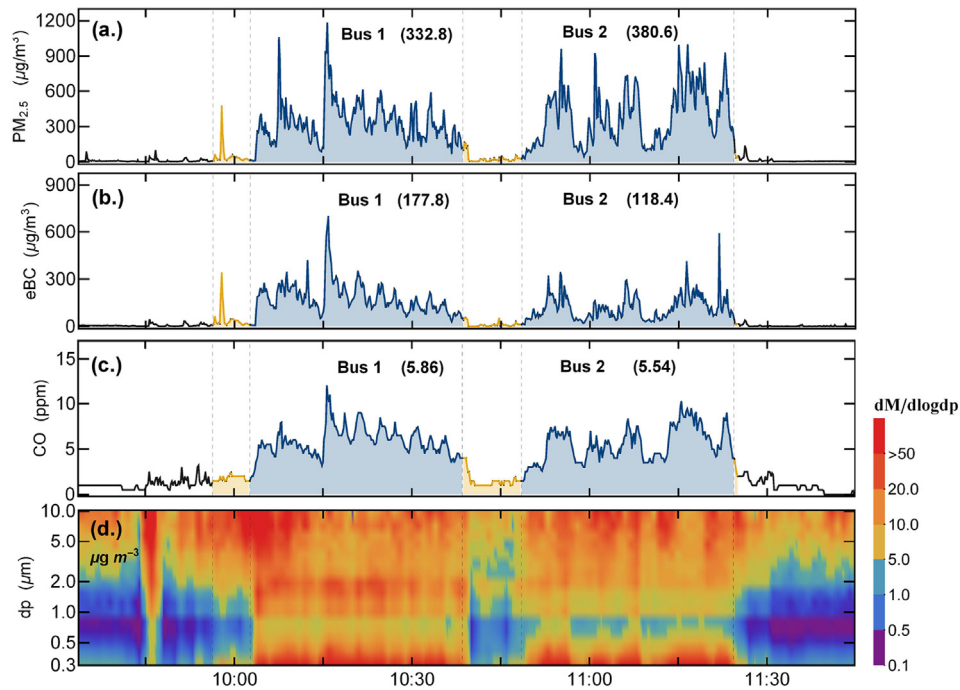 (a.)
Bus 1 (332.8)
Bus 2 (380.6)
1200
900
600
300
0
PM2.5 (µg/m³)
(b.)
Bus 1 (177.8)
Bus 2 (118.4)
900
600
300
0
eBC (µg/m³)
(c.)
Bus 1 (5.86)
Bus 2 (5.54)
15
10
5
0
CO (ppm)
(d.)
µg m⁻³
10.0
5.0
2.0
1.0
0.5
0.3
dp (µm)
10:00
10:30
11:00
11:30
dM/dlogdp
>50
20.0
10.0
5.0
1.0
0.5
0.1